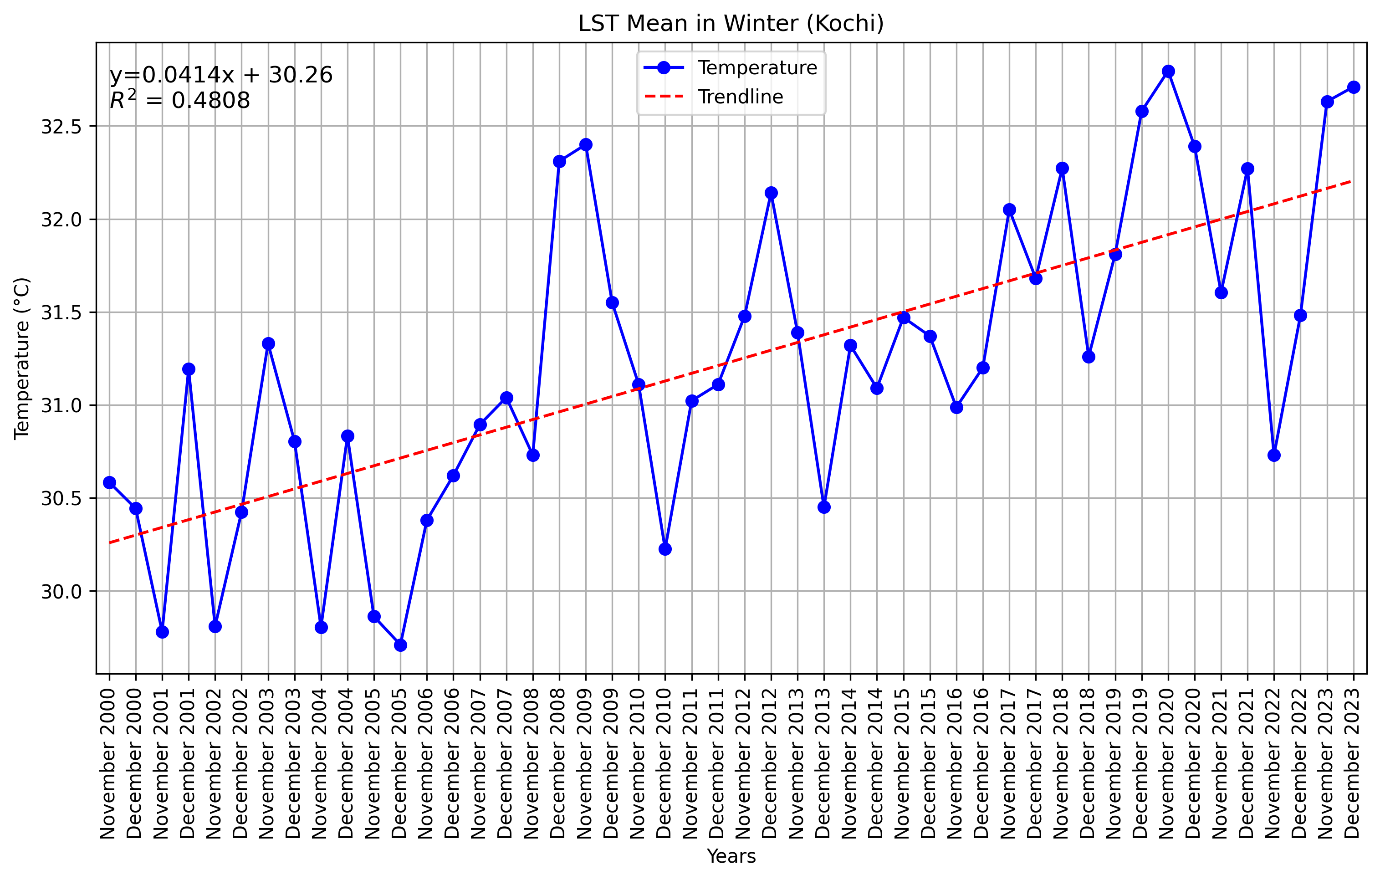 LST Mean in Winter (Kochi)
y=0.0414x + 30.26
R² = 0.4808
Temperature
Trendline
Temperature (°C)
32.5
32.0
31.5
31.0
30.5
30.0
November 2000
December 2000
November 2001
December 2001
November 2002
December 2002
November 2003
December 2003
November 2004
December 2004
November 2005
December 2005
November 2006
December 2006
November 2007
December 2007
November 2008
December 2008
November 2009
December 2009
November 2010
December 2010
November 2011
December 2011
November 2012
December 2012
November 2013
December 2013
November 2014
December 2014
November 2015
December 2015
November 2016
December 2016
November 2017
December 2017
November 2018
December 2018
November 2019
December 2019
November 2020
December 2020
November 2021
December 2021
November 2022
December 2022
November 2023
December 2023
Years